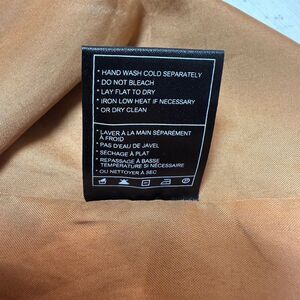 * HAND WASH COLD SEPARATELY
* DO NOT BLEACH
* LAY FLAT TO DRY
* IRON LOW HEAT IF NECESSARY
* OR DRY CLEAN
* LAVER À LA MAIN SÉPARÉMENT
À FROID
* PAS D'EAU DE JAVEL
* SÉCHAGE À PLAT
* REPASSAGE À BASSE
TEMPERATURE SI NÉCESSAIRE
* OU NETTOYER À SEC